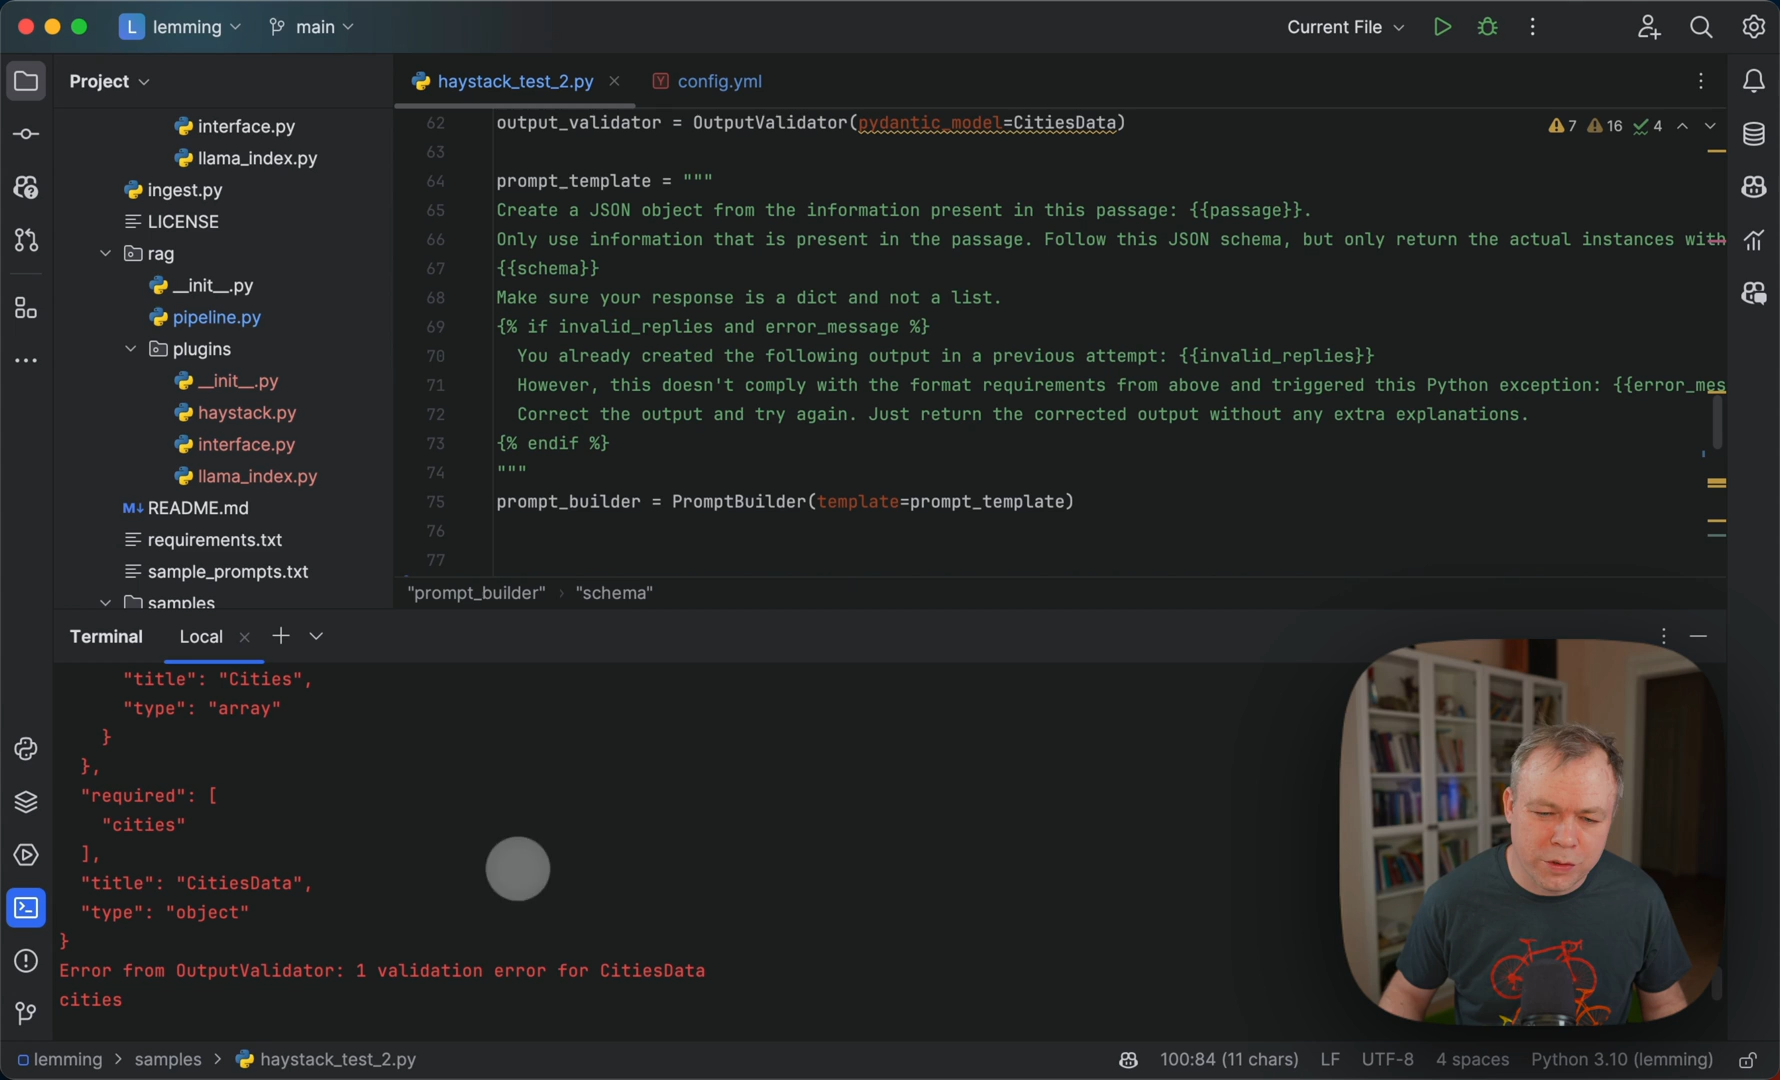 L lemming main Current File
Project
haystack_test_2.py
config.yml
interface.py
llama_index.py
ingest.py
LICENSE
rag
__init__.py
pipeline.py
plugins
__init__.py
haystack.py
interface.py
llama_index.py
M↓ README.md
requirements.txt
sample_prompts.txt
samples
7 16 4
62 output_validator = OutputValidator(pydantic_model=CitiesData)
63
64 prompt_template = """
65 Create a JSON object from the information present in this passage: {{passage}}.
66 Only use information that is present in the passage. Follow this JSON schema, but only return the actual instances with
67 {{schema}}
68 Make sure your response is a dict and not a list.
69 {% if invalid_replies and error_message %}
70 You already created the following output in a previous attempt: {{invalid_replies}}
71 However, this doesn't comply with the format requirements from above and triggered this Python exception: {{error_mes
72 Correct the output and try again. Just return the corrected output without any extra explanations.
73 {% endif %}
74 """
75 prompt_builder = PromptBuilder(template=prompt_template)
76
77
"prompt_builder" › "schema"
Terminal Local
"title": "Cities",
"type": "array"
}
},
"required": [
"cities"
],
"title": "CitiesData",
"type": "object"
}
Error from OutputValidator: 1 validation error for CitiesData
cities
lemming › samples › haystack_test_2.py
100:84 (11 chars) LF UTF-8 4 spaces Python 3.10 (lemming)